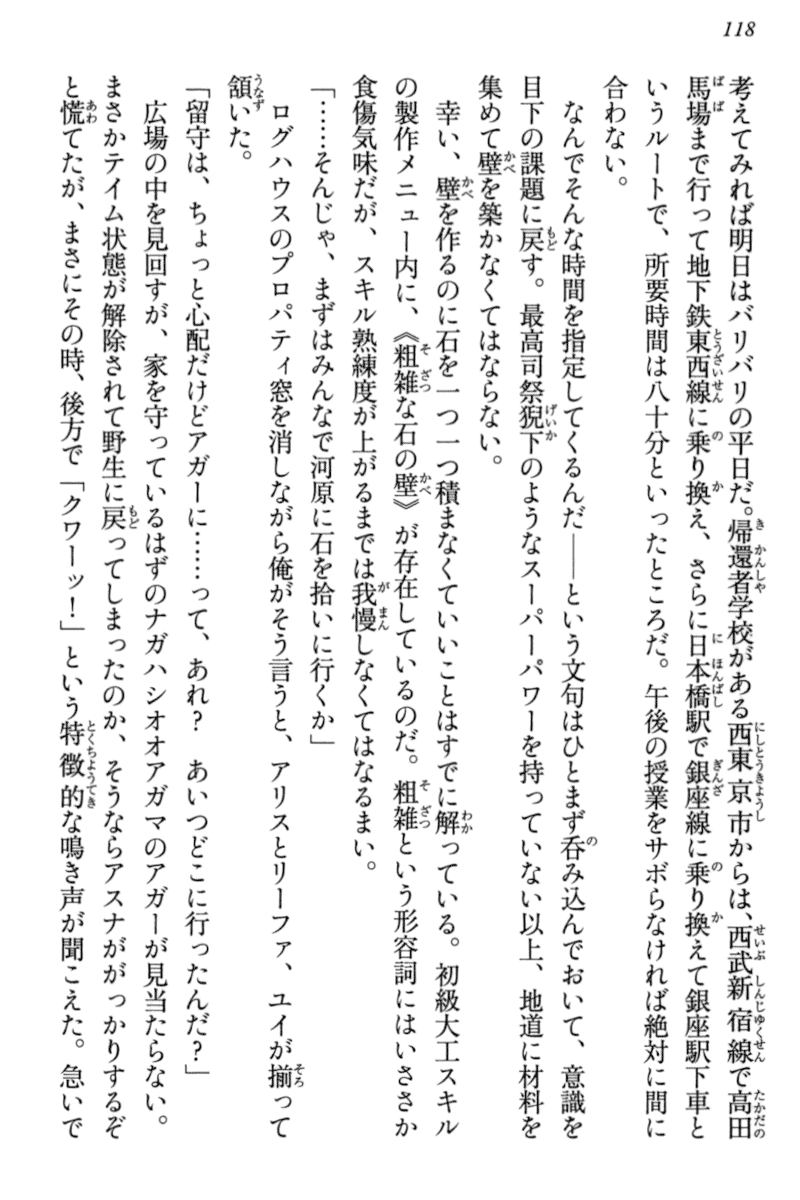 118
考えてみれば明日はバリバリの平日だ。帰還者学校がある西東京市からは、西武新宿線で高田
馬場まで行って地下鉄東西線に乗り換え、さらに日本橋駅で銀座線に乗り換えて銀座駅下車と
いうルートで、所要時間は八十分といったところだ。午後の授業をサボらなければ絶対に間に
合わない。
なんでそんな時間を指定してくるんだ――という文句はひとまず呑み込んでおいて、意識を
目下の課題に戻す。最高司祭猊下のようなスーパーパワーを持っていない以上、地道に材料を
集めて壁を築かなくてはならない。
幸い、壁を作るのに石を一つ一つ積まなくていいことはすでに解っている。初級大工スキル
の製作メニュー内に、《粗雑な石の壁》が存在しているのだ。粗雑という形容詞にはいささか
食傷気味だが、スキル熟練度が上がるまでは我慢しなくてはなるまい。
「……そんじゃ、まずはみんなで河原に石を拾いに行くか」
ログハウスのプロパティ窓を消しながら俺がそう言うと、アリスとリーファ、ユイが揃って
頷いた。
「留守は、ちょっと心配だけどアガーに……って、あれ？　あいつどこに行ったんだ？」
広場の中を見回すが、家を守っているはずのナガハシオオアガマのアガーが見当たらない。
まさかテイム状態が解除されて野生に戻ってしまったのか、そうならアスナががっかりするぞ
と慌てたが、まさにその時、後方で「クワーッ！」という特徴的な鳴き声が聞こえた。急いで